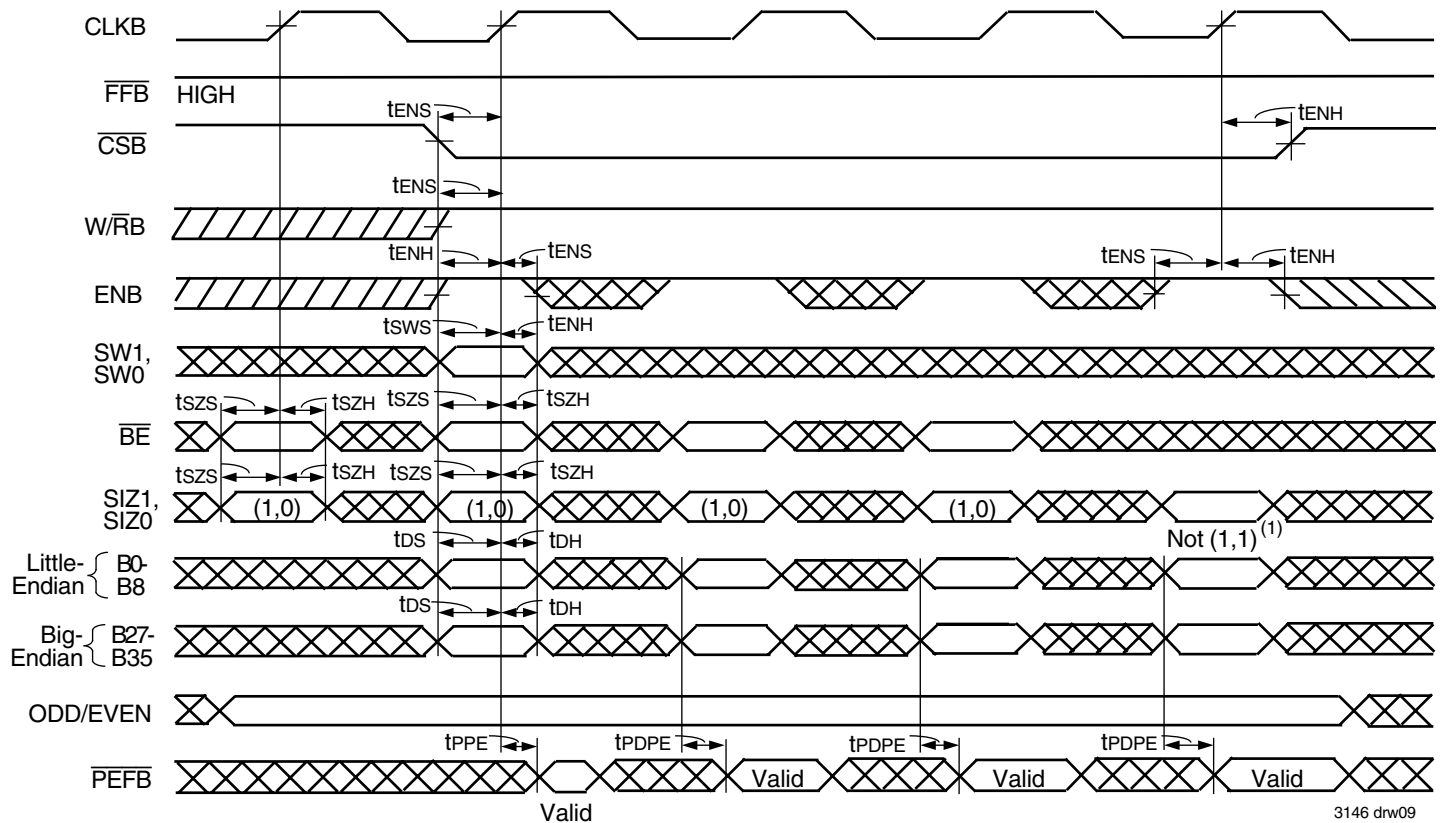 CLKB
FFB HIGH
tENS tENH
CSB
tENS
W/RB
tENH tENS tENS tENH
ENB
tSWS tENH
SW1,
SW0
tSZS tSZH tSZS tSZH
BE
tSZS tSZH tSZS tSZH
SIZ1,
SIZ0
(1,0) (1,0) (1,0) (1,0)
Not (1,1) (1)
tDS tDH
Little-Endian B0-B8
tDS tDH
Big-Endian B27-B35
ODD/EVEN
tPPE tPDPE tPDPE tPDPE
PEFB
Valid Valid Valid
Valid
3146 drw09